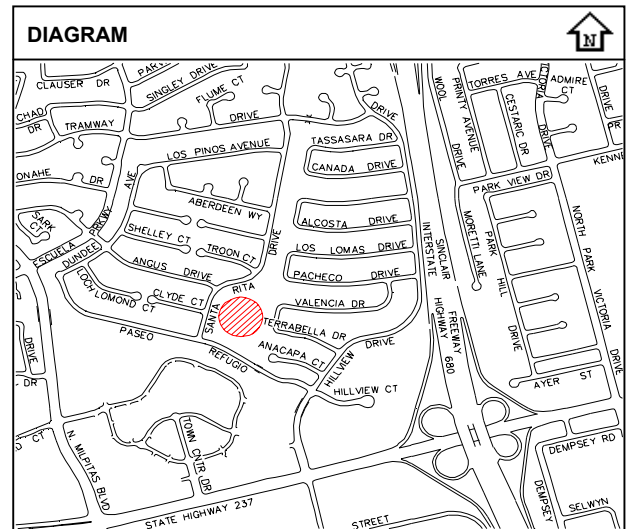 DIAGRAM
N
CLAUSER DR
SINGLEY DRIVE
FLUME CT
CHAD DR
TRAMWAY
DRIVE
DRIVE
LOS PINOS AVENUE
TASSASARA DR
CANADA DRIVE
AVE
ABERDEEN WY
DR
SARK CT
PRKWY
ESCUELA
DUNDEE
SHELLEY CT
TROON CT
DRIVE
ALCOSTA DRIVE
LOS LOMAS DRIVE
ANGUS DRIVE
PACHECO DRIVE
LOCH LOMOND CT
CLYDE CT
SANTA
RITA
VALENCIA DR
TERRABELLA DR
ANACAPA CT
HILLVIEW
DRIVE
PASEO
REFUGIO
HILLVIEW CT
DRIVE
DR
N. MILPITAS BLVD
TOWN CNTR DR
STATE HIGHWAY 237
STREET
WOOL
DRIVE
PRINTY AVENUE
TORRES AVE
CESTARIC DR
DRIVE
ADMIRE CT
DRIVE
PARK VIEW DR
MORETTI LANE
SINCLAIR
INTERSTATE
FREEWAY
HIGHWAY 680
PARK
HILL
DRIVE
NORTH
PARK
VICTORIA
DRIVE
AYER ST
DEMPSEY RD
DEMPSEY
SELWYN